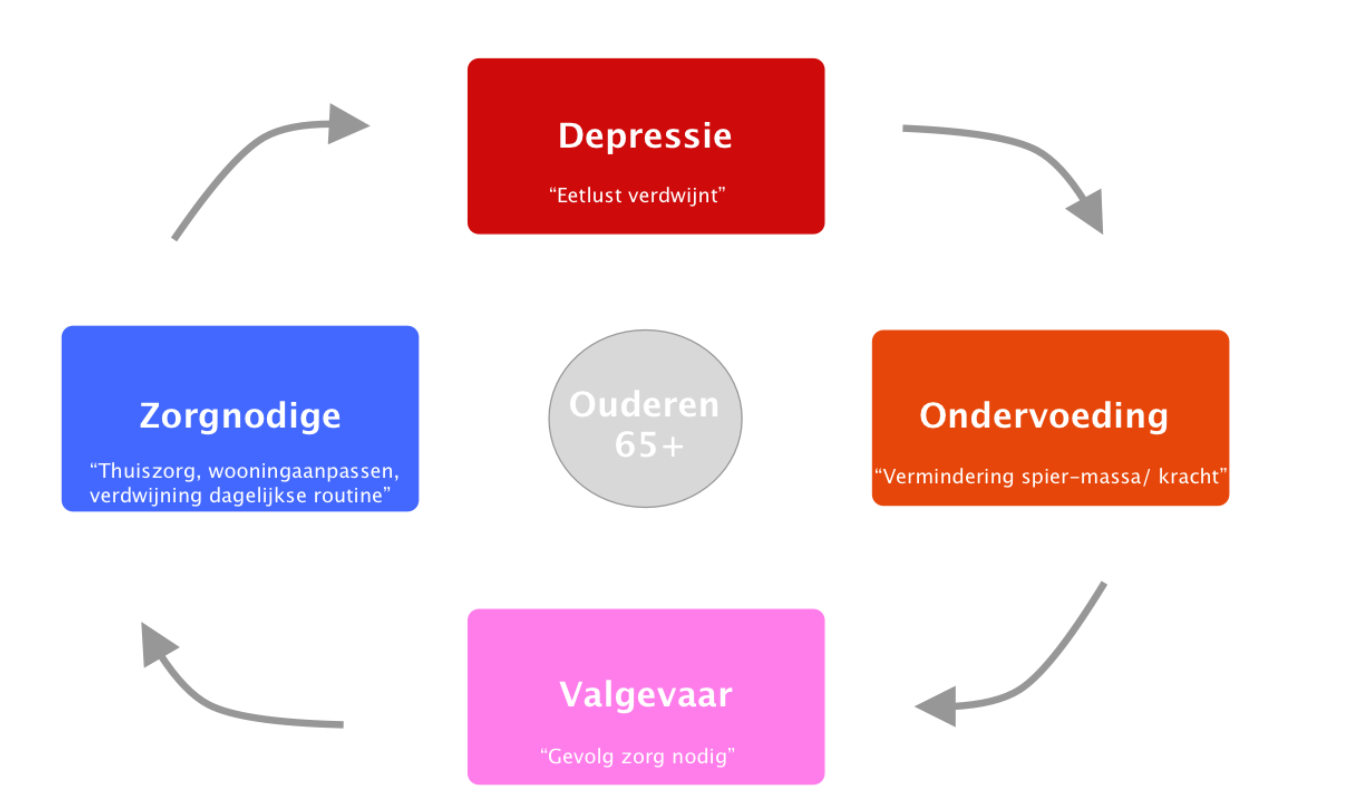 Depressie
“Eetlust verdwijnt”
Zorgnodige
“Thuiszorg, wooningaanpassen,
verdwijning dagelijkse routine”
Ouderen
65+
Ondervoeding
“Vermindering spier-massa/ kracht”
Valgevaar
“Gevolg zorg nodig”